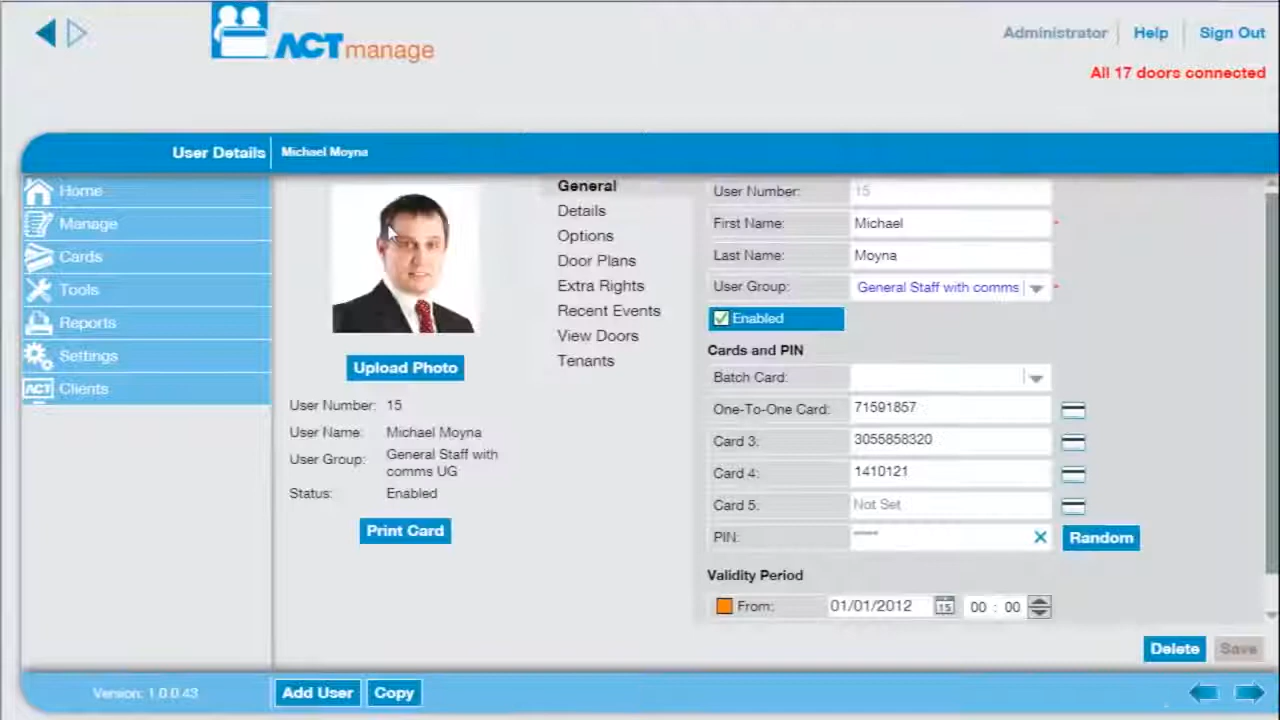 ACTmanage
Administrator Help Sign Out
All 17 doors connected
User Details Michael Moyna
Home
Manage
Cards
Tools
Reports
Settings
ACT Clients
Upload Photo
User Number: 15
User Name: Michael Moyna
User Group: General Staff with
comms UG
Status: Enabled
Print Card
General
Details
Options
Door Plans
Extra Rights
Recent Events
View Doors
Tenants
User Number: 15
First Name: Michael *
Last Name: Moyna
User Group: General Staff with comms *
Enabled
Cards and PIN
Batch Card:
One-To-One Card: 71591857
Card 3: 3055858320
Card 4: 1410121
Card 5: Not Set
PIN: **** Random
Validity Period
From: 01/01/2012 15 00 : 00
Delete Save
Version: 1.0.0.43 Add User Copy